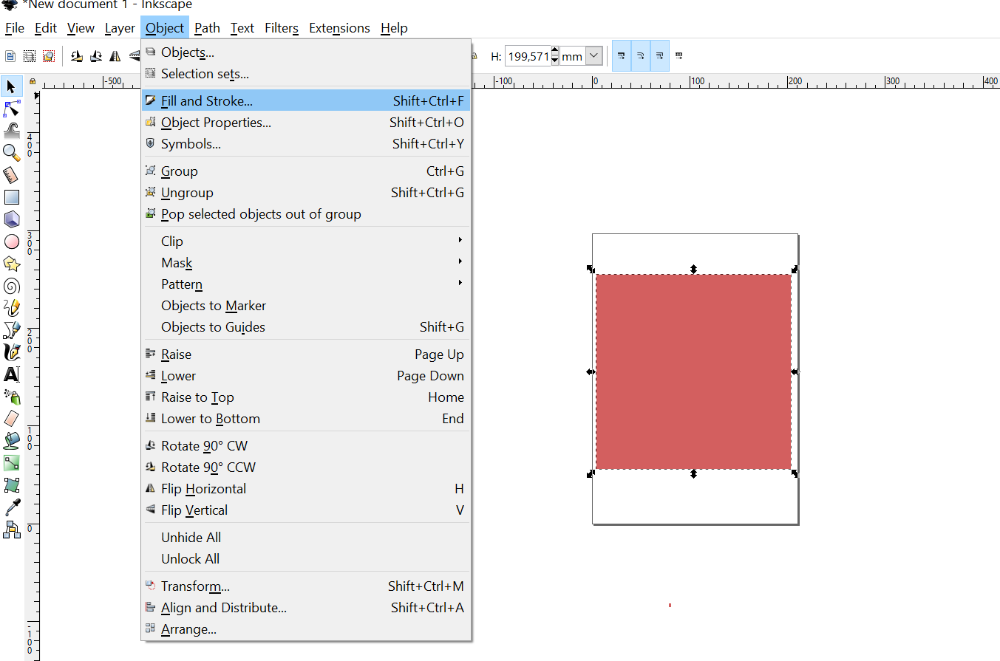 *New document 1 - Inkscape
File Edit View Layer Object Path Text Filters Extensions Help
H: 199,571 mm
-500 -100 0 100 200 300 400
Objects...
Selection sets...
Fill and Stroke... Shift+Ctrl+F
Object Properties... Shift+Ctrl+O
Symbols... Shift+Ctrl+Y
Group Ctrl+G
Ungroup Shift+Ctrl+G
Pop selected objects out of group
Clip
Mask
Pattern
Objects to Marker
Objects to Guides Shift+G
Raise Page Up
Lower Page Down
Raise to Top Home
Lower to Bottom End
Rotate 90° CW
Rotate 90° CCW
Flip Horizontal H
Flip Vertical V
Unhide All
Unlock All
Transform... Shift+Ctrl+M
Align and Distribute... Shift+Ctrl+A
Arrange...
400
300
200
100
0
-100